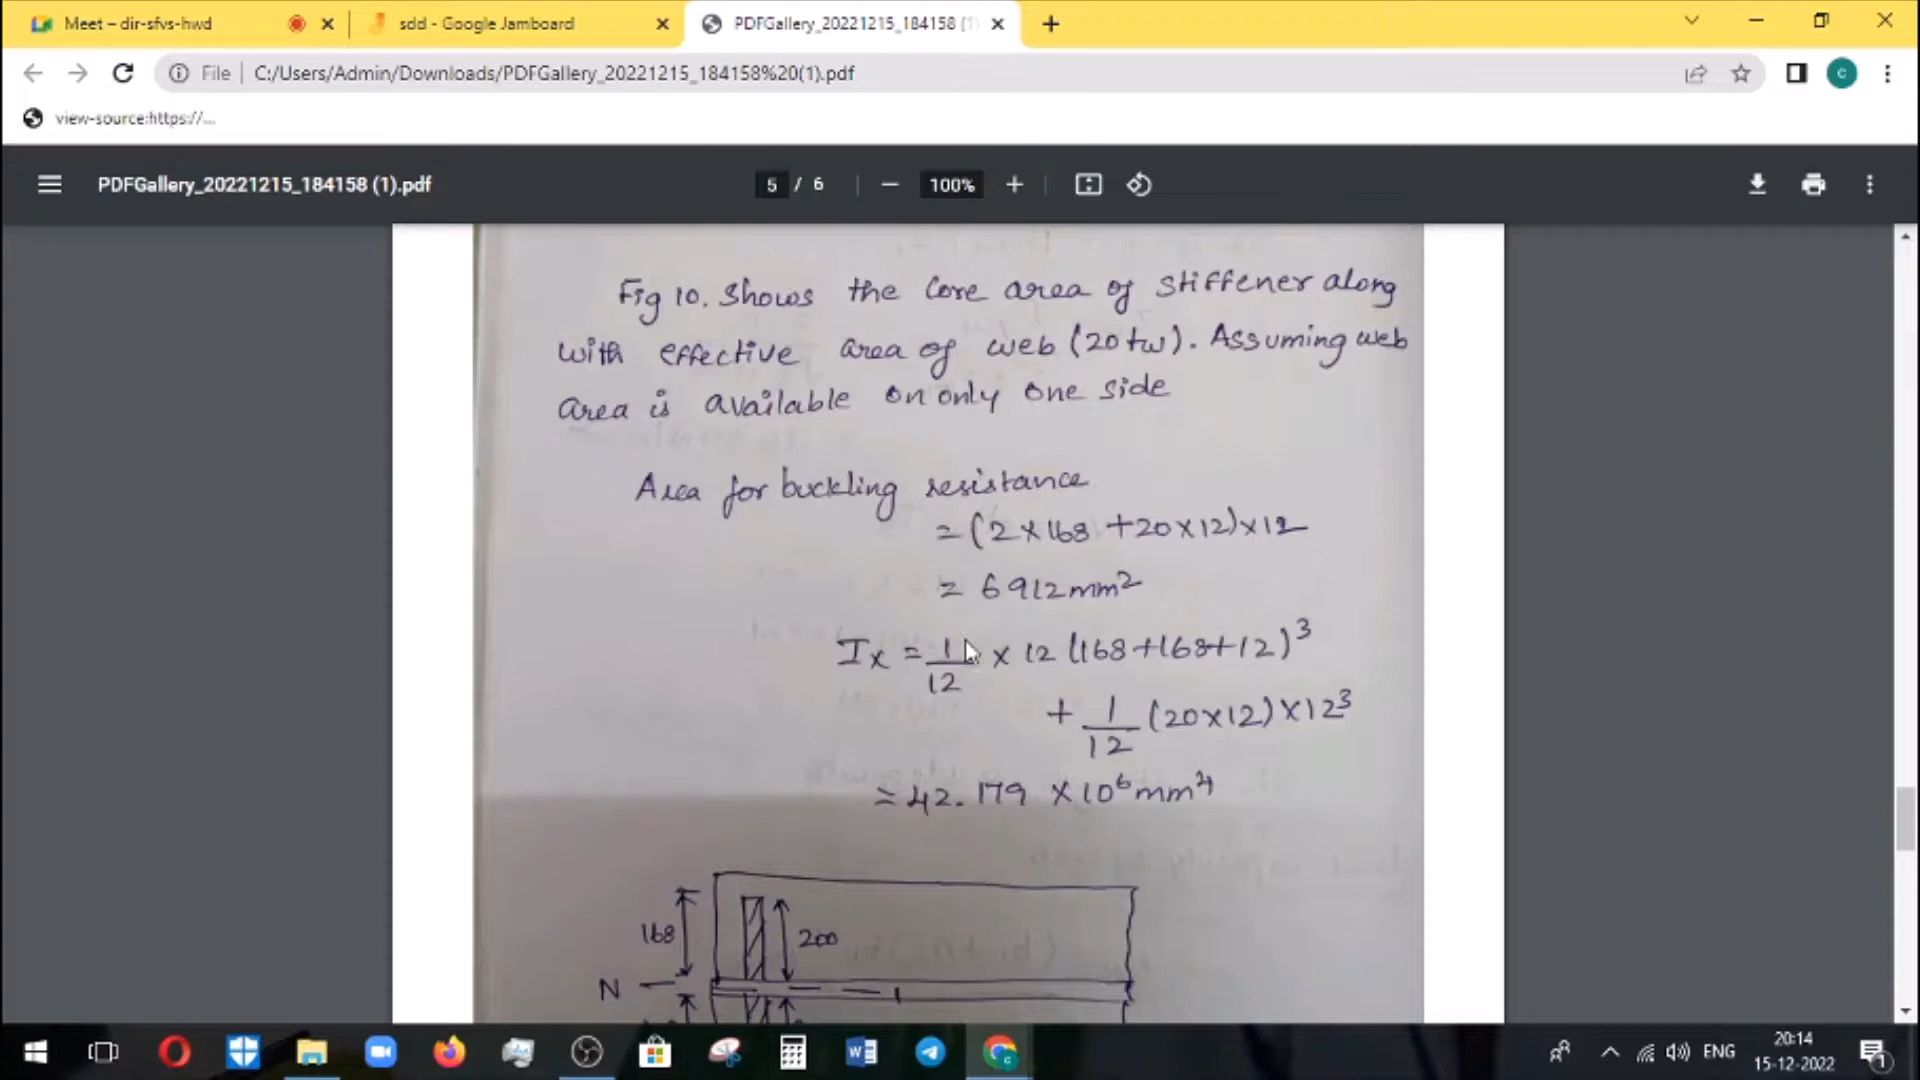 Meet – dir-sfvs-hwd
sdd - Google Jamboard
PDFGallery_20221215_184158 (1)
File | C:/Users/Admin/Downloads/PDFGallery_20221215_184158%20(1).pdf
C
view-source:https://...
PDFGallery_20221215_184158 (1).pdf
5 / 6
100%
Fig 10. Shows the Core area of stiffener along
with effective area of web (20 tw). Assuming web
area is available on only one side
Area for buckling resistance
= (2×168 + 20×12)×12
= 6912 mm²
Ix = 1/12 × 12 (168+168+12)³
+ 1/12 (20×12)×12³
= 42.179 ×10⁶ mm⁴
168
200
N
ENG
20:14
15-12-2022
1